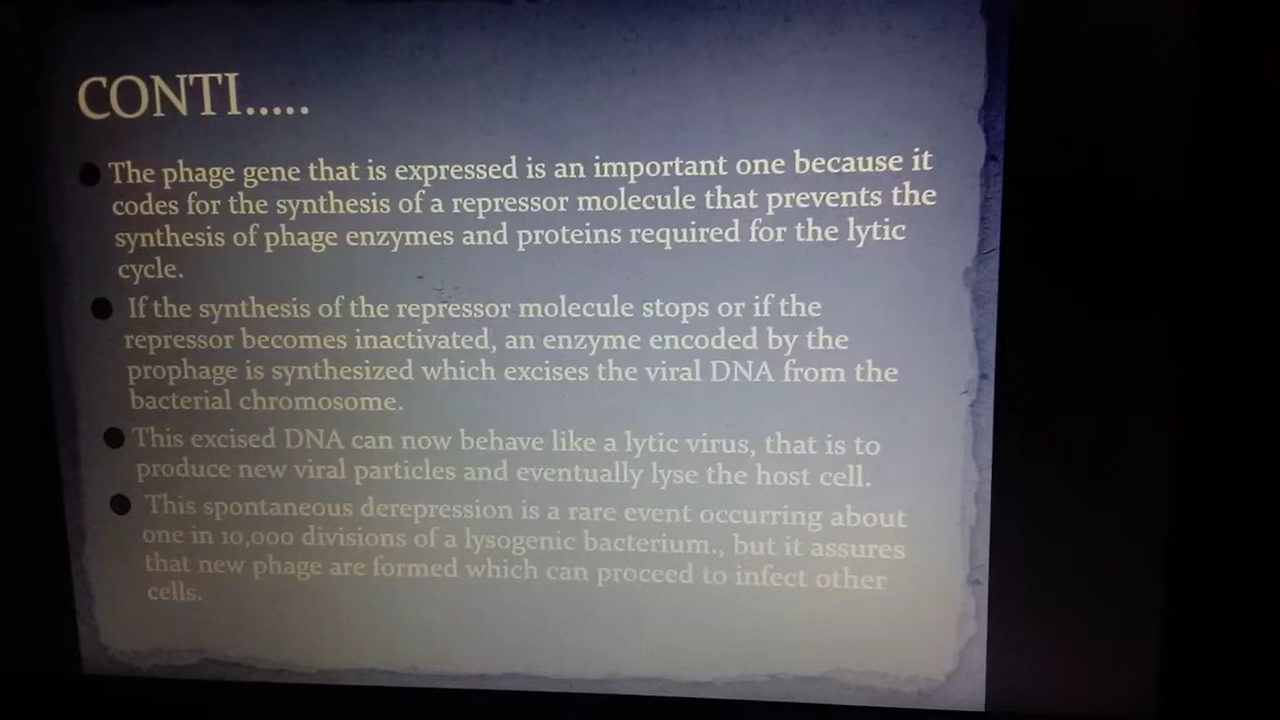 CONTI.....
The phage gene that is expressed is an important one because it
codes for the synthesis of a repressor molecule that prevents the
synthesis of phage enzymes and proteins required for the lytic
cycle.
If the synthesis of the repressor molecule stops or if the
repressor becomes inactivated, an enzyme encoded by the
prophage is synthesized which excises the viral DNA from the
bacterial chromosome.
This excised DNA can now behave like a lytic virus, that is to
produce new viral particles and eventually lyse the host cell.
This spontaneous derepression is a rare event occurring about
one in 10,000 divisions of a lysogenic bacterium., but it assures
that new phage are formed which can proceed to infect other
cells.